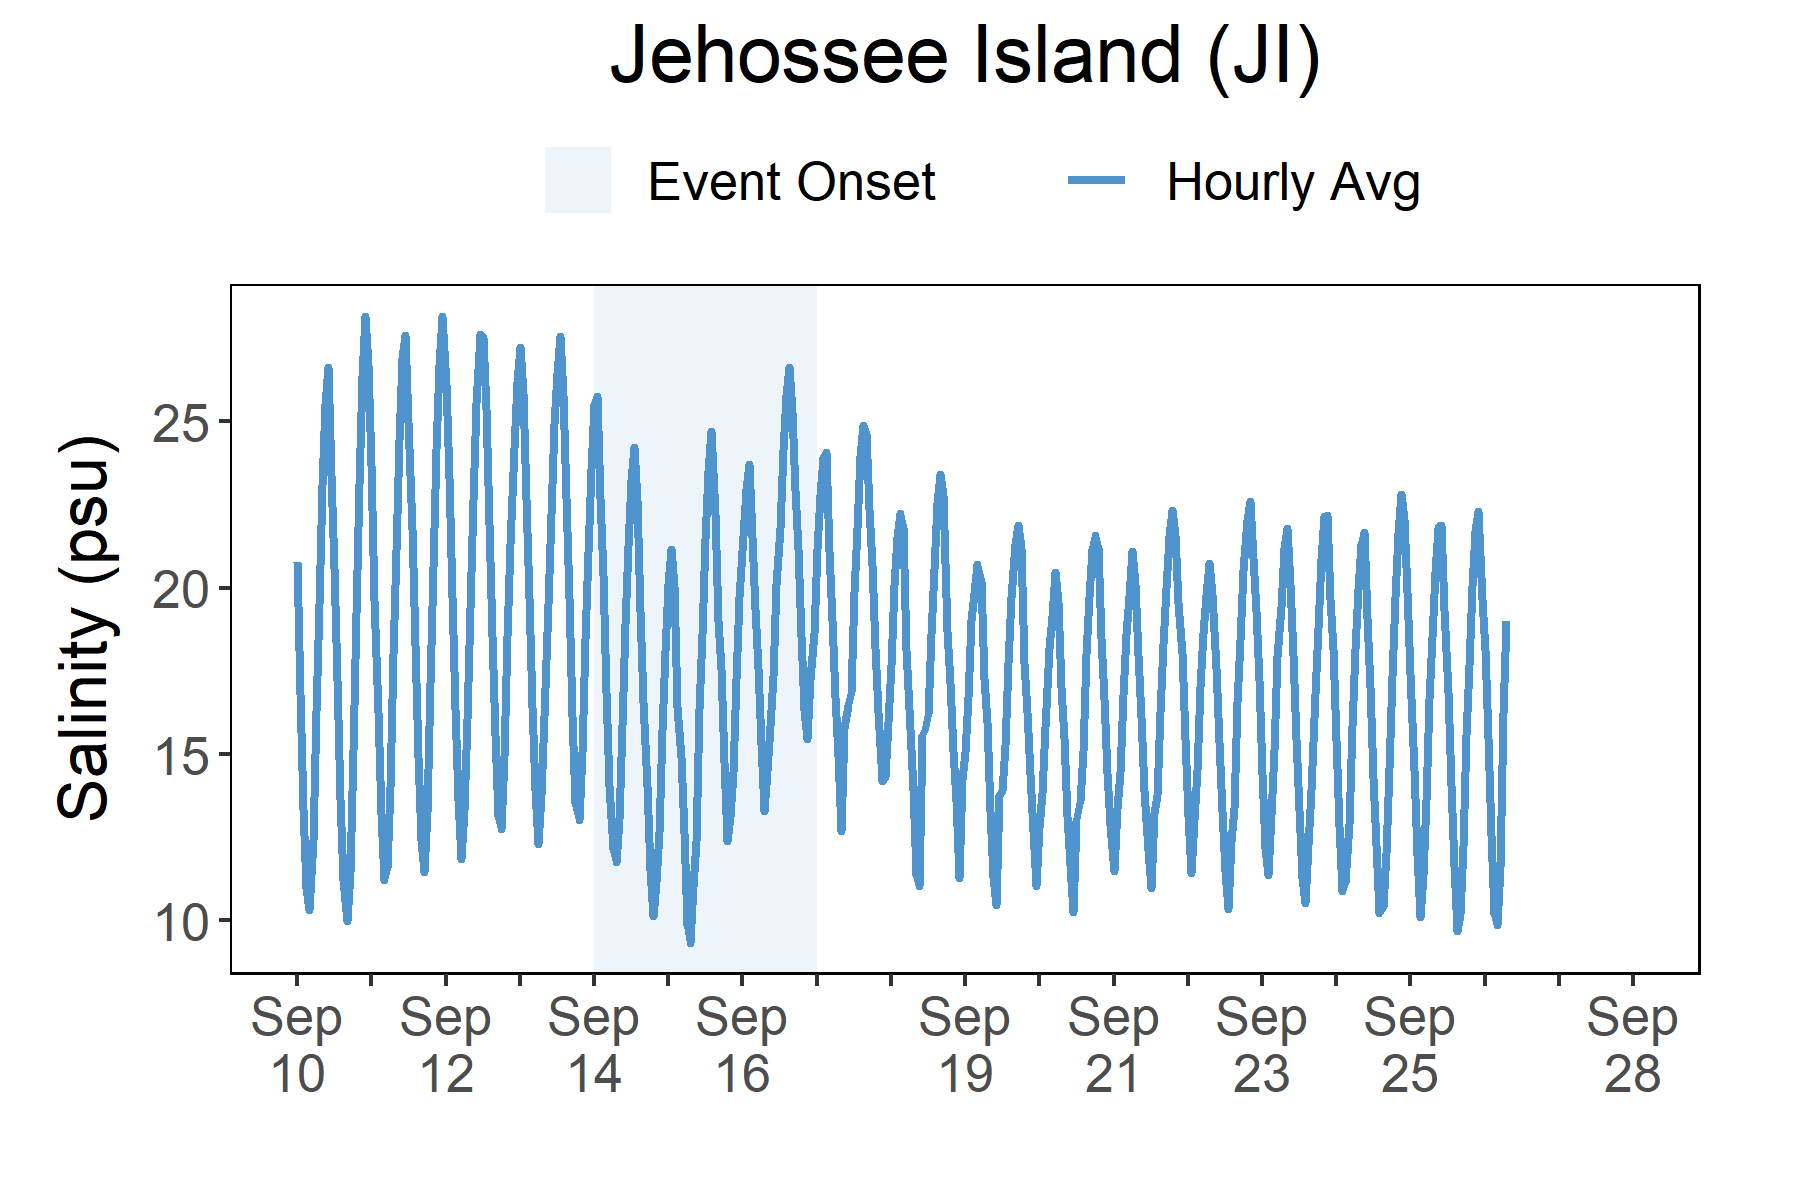 Jehossee Island (JI)
Event Onset Hourly Avg
Salinity (psu)
25
20
15
10
Sep Sep Sep Sep Sep Sep Sep Sep Sep
10 12 14 16 19 21 23 25 28